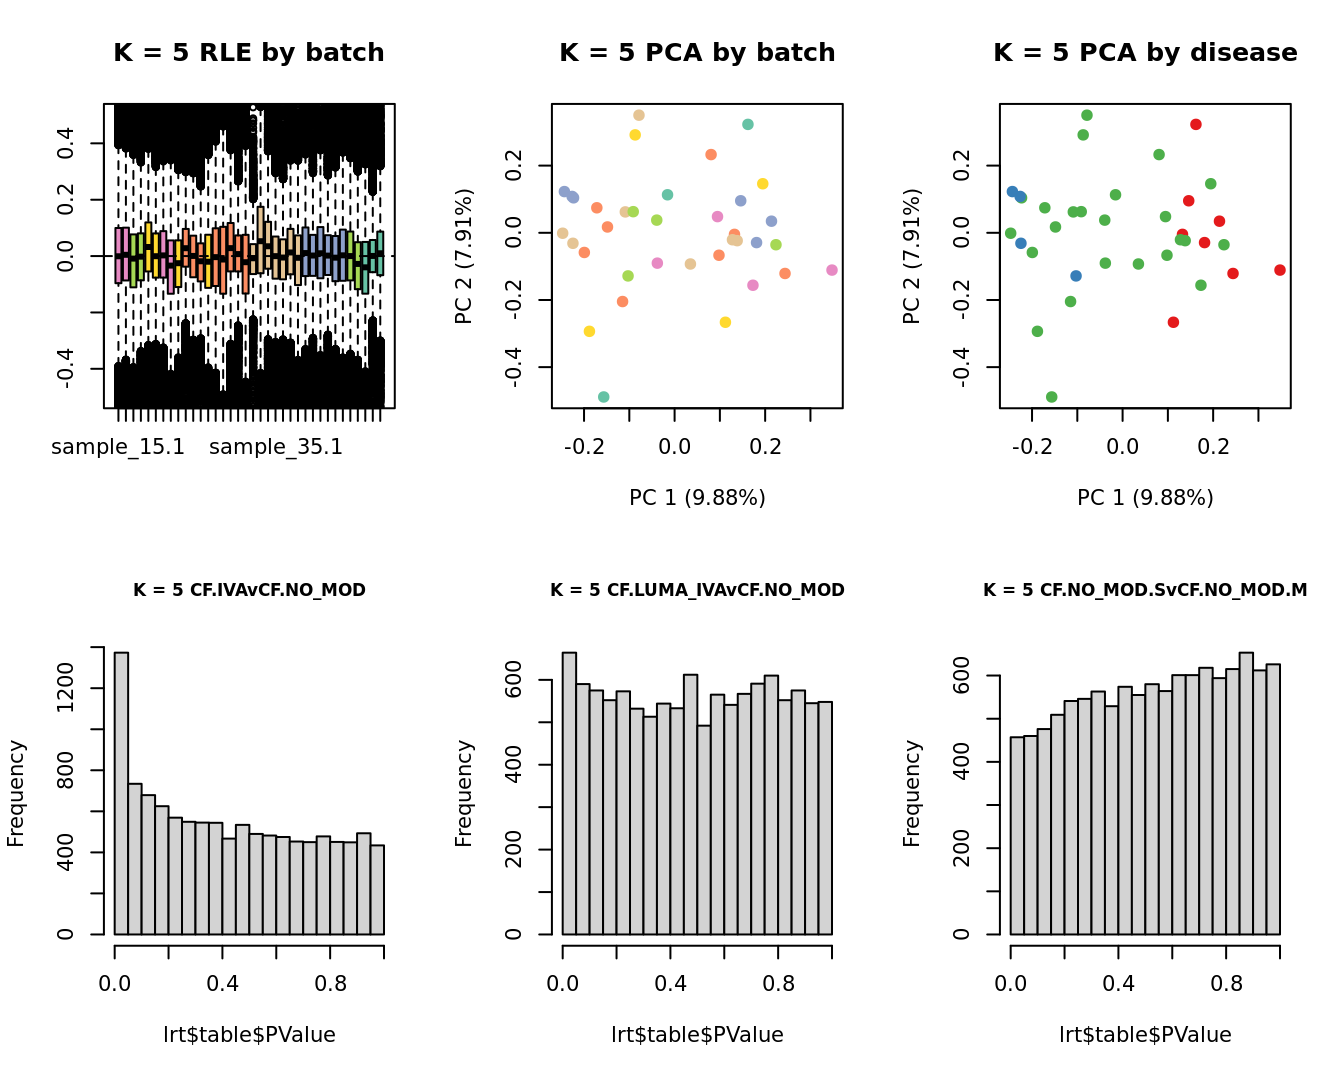 K = 5 RLE by batch
0.4
0.2
0.0
-0.4
sample_15.1 sample_35.1
K = 5 PCA by batch
PC 2 (7.91%)
0.2
0.0
-0.2
-0.4
-0.2 0.0 0.2
PC 1 (9.88%)
K = 5 PCA by disease
PC 2 (7.91%)
0.2
0.0
-0.2
-0.4
-0.2 0.0 0.2
PC 1 (9.88%)
K = 5 CF.IVAvCF.NO_MOD
Frequency
1200
800
400
0
0.0 0.4 0.8
lrt$table$PValue
K = 5 CF.LUMA_IVAvCF.NO_MOD
Frequency
600
400
200
0
0.0 0.4 0.8
lrt$table$PValue
K = 5 CF.NO_MOD.SvCF.NO_MOD.M
Frequency
600
400
200
0
0.0 0.4 0.8
lrt$table$PValue